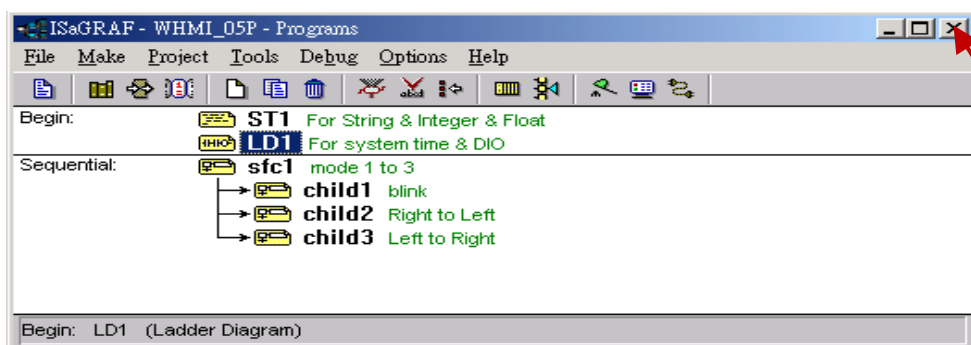 ISaGRAF - WHMI_05P - Programs
File Make Project Tools Debug Options Help
Begin: ST1 For String & Integer & Float
LD1 For system time & DIO
Sequential: sfc1 mode 1 to 3
child1 blink
child2 Right to Left
child3 Left to Right
Begin: LD1 (Ladder Diagram)